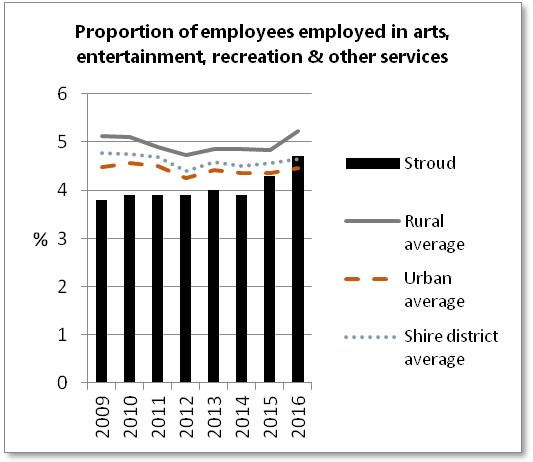 Proportion of employees employed in arts,
entertainment, recreation & other services
6
5
4
3
2
1
0
%
2009
2010
2011
2012
2013
2014
2015
2016
Stroud
Rural
average
Urban
average
Shire district
average